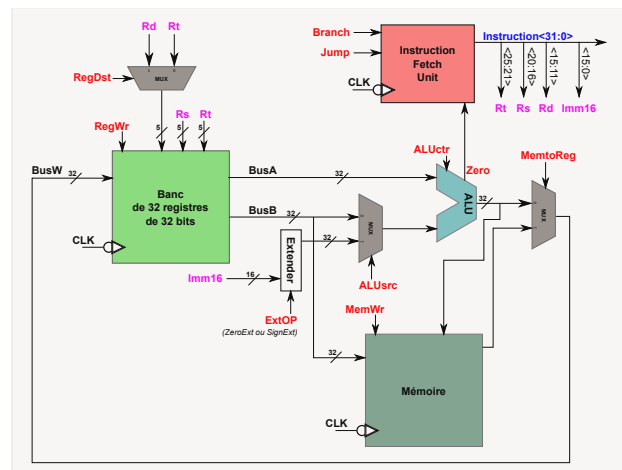 Rd Rt
Branch
Jump
Instruction
Fetch
Unit
Instruction<31:0>
<25:21>
<20:16>
<15:11>
<15:0>
Rt Rs Rd Imm16
CLK
RegDst
MUX
1 0
RegWr
Rs Rt
5
5
5
BusW
32
Banc
de 32 registres
de 32 bits
CLK
BusA
32
BusB
32
ALUctr
Zero
ALU
32
MemtoReg
MUX
MUX
Extender
32
Imm16
16
ALUsrc
ExtOP
(ZeroExt ou SignExt)
MemWr
32
Mémoire
CLK